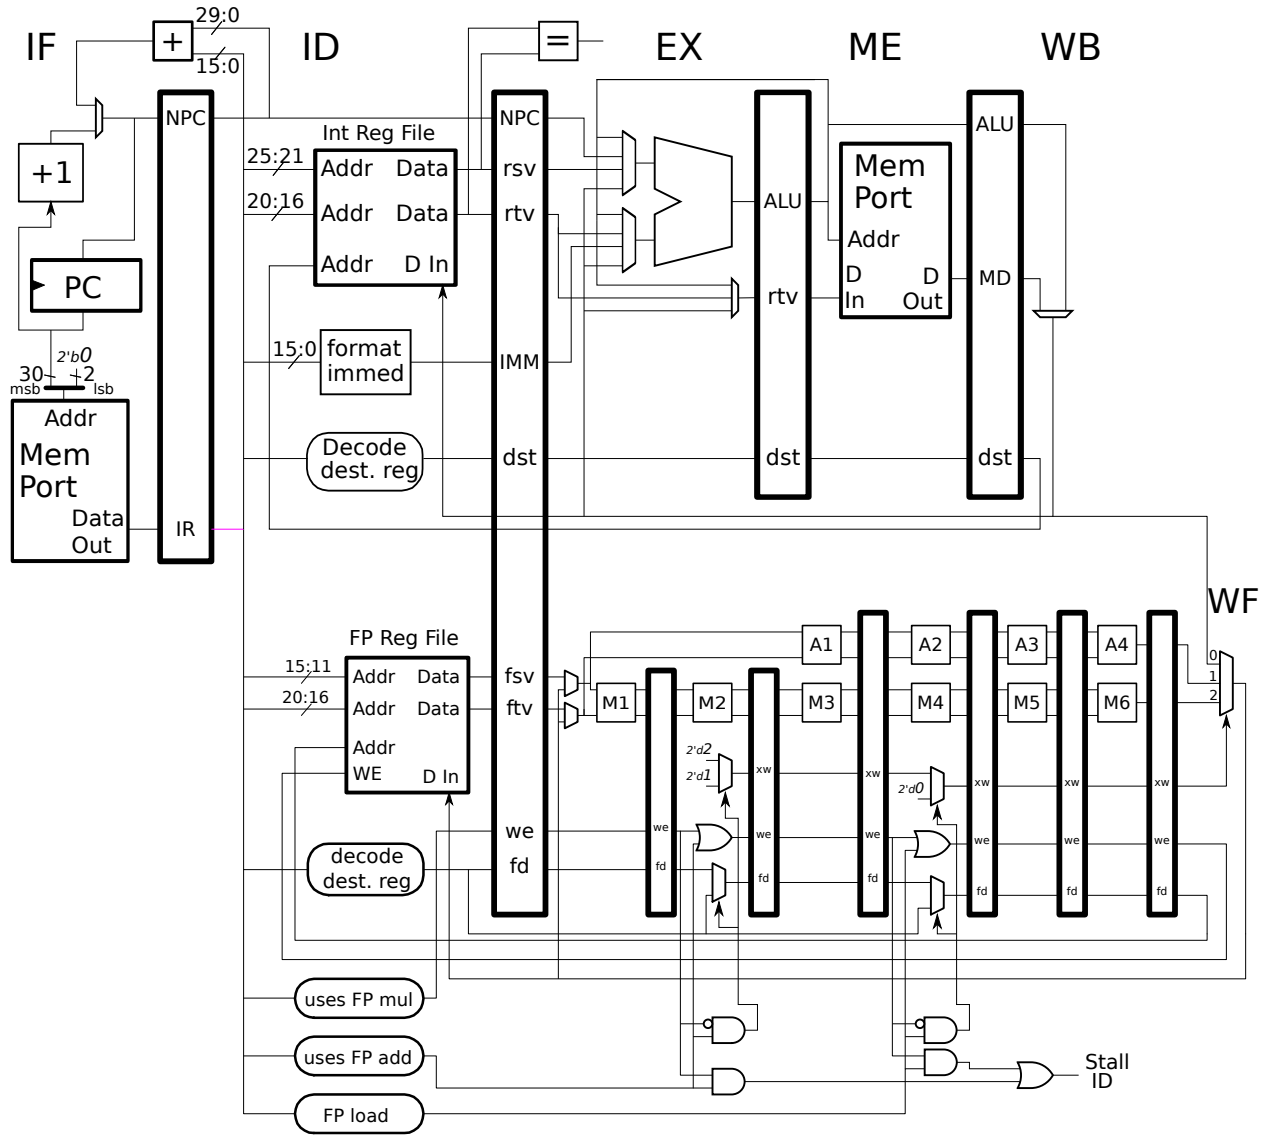 IF
ID
EX
ME
WB
29:0
+
15:0
=
NPC
NPC
ALU
Int Reg File
+1
25:21
Addr
Data
rsv
Mem
Port
20:16
Addr
Data
rtv
ALU
Addr
Addr
D In
PC
D
In
D
Out
rtv
MD
2'b0
30
2
msb
lsb
15:0
format
immed
IMM
Addr
Mem
Port
Data
Out
Decode
dest. reg
dst
dst
dst
IR
WF
FP Reg File
15:11
Addr
Data
fsv
A1
A2
A3
A4
0
1
2
20:16
Addr
Data
ftv
M1
M2
M3
M4
M5
M6
Addr
WE
D In
2'd2
2'd1
xw
xw
2'd0
xw
xw
xw
we
we
we
we
we
we
we
decode
dest. reg
fd
fd
fd
fd
fd
fd
fd
uses FP mul
uses FP add
FP load
Stall
ID